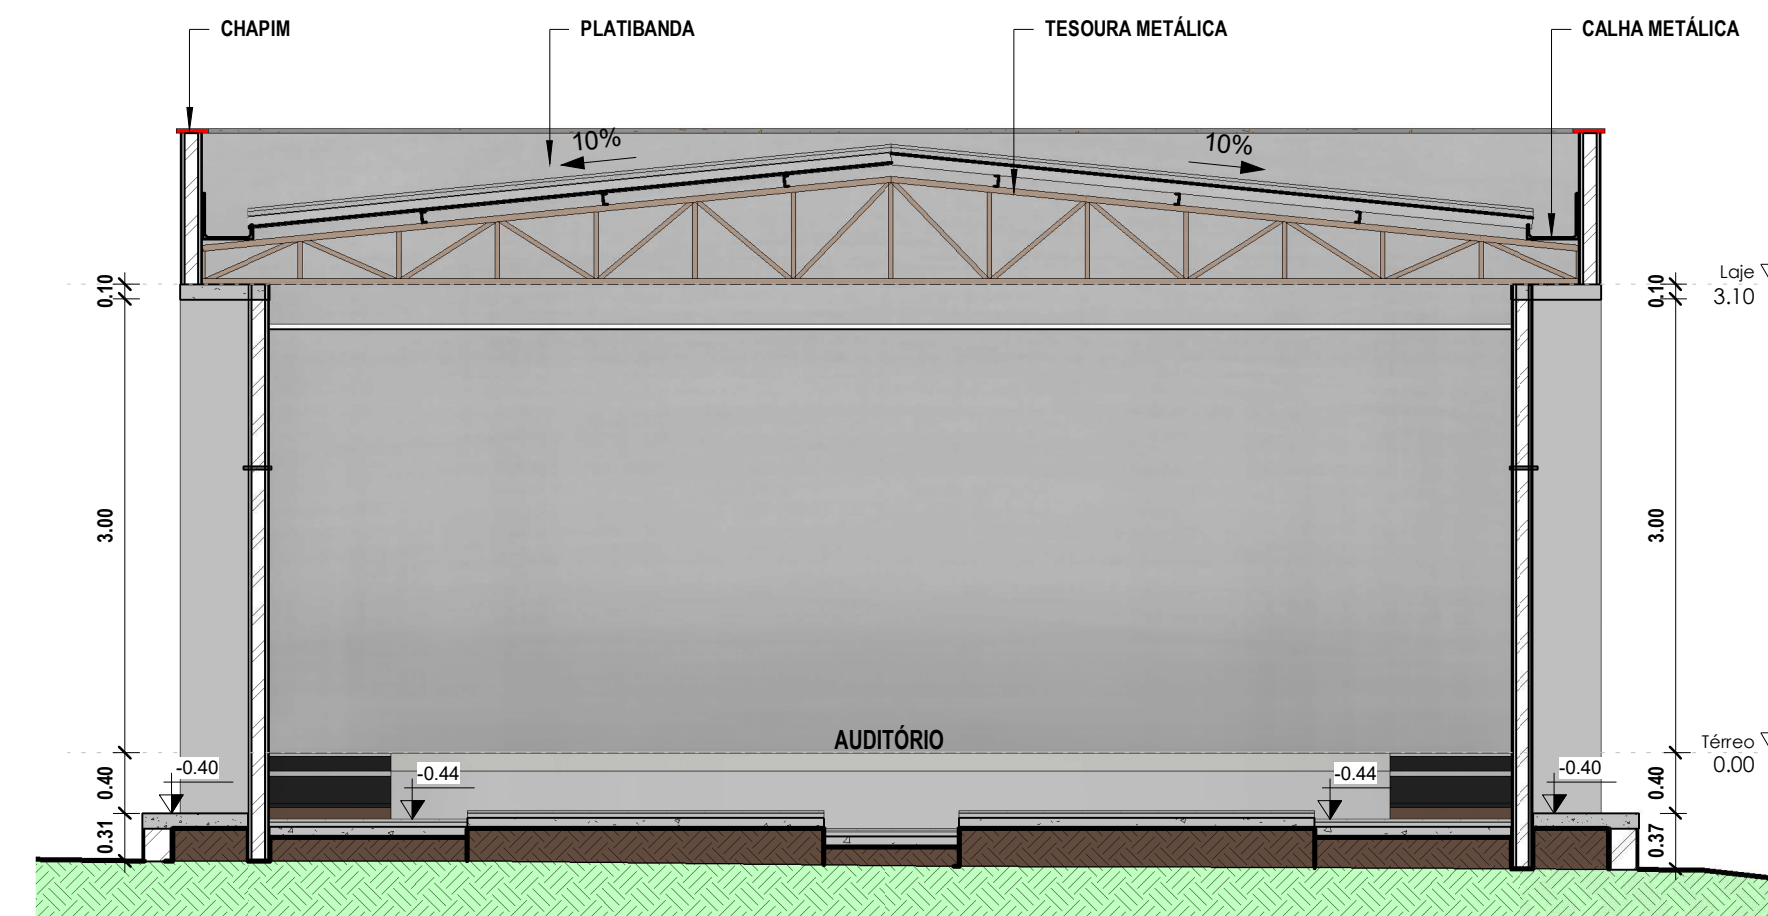 CHAPIM
PLATIBANDA
TESOURA METÁLICA
CALHA METÁLICA
10%
10%
0.10
0.10
Laje
3.10
3.00
3.00
AUDITÓRIO
Térreo
0.00
-0.40
-0.44
-0.44
-0.40
0.40
0.40
0.31
0.37